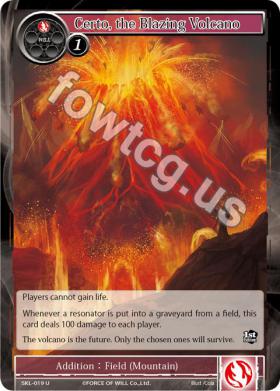 Certo, the Blazing Volcano
WILL
1
fowtcg.us
Players cannot gain life.
Whenever a resonator is put into a graveyard from a field, this
card deals 100 damage to each player.
The volcano is the future. Only the chosen ones will survive.
1st
Edition
Addition : Field (Mountain)
SKL-019 U
©FORCE OF WILL Co.,Ltd.